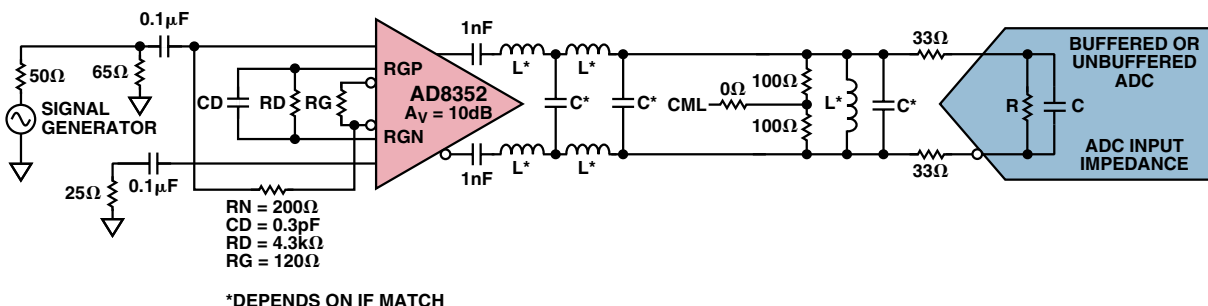 0.1μF
50Ω
65Ω
SIGNAL
GENERATOR
25Ω
0.1μF
CD
RD
RG
RGP
AD8352
AV = 10dB
RGN
RN = 200Ω
CD = 0.3pF
RD = 4.3kΩ
RG = 120Ω
*DEPENDS ON IF MATCH
1nF
L*
L*
C*
C*
1nF
L*
L*
CML
0Ω
100Ω
100Ω
L*
C*
33Ω
33Ω
BUFFERED OR
UNBUFFERED
ADC
R
C
ADC INPUT
IMPEDANCE